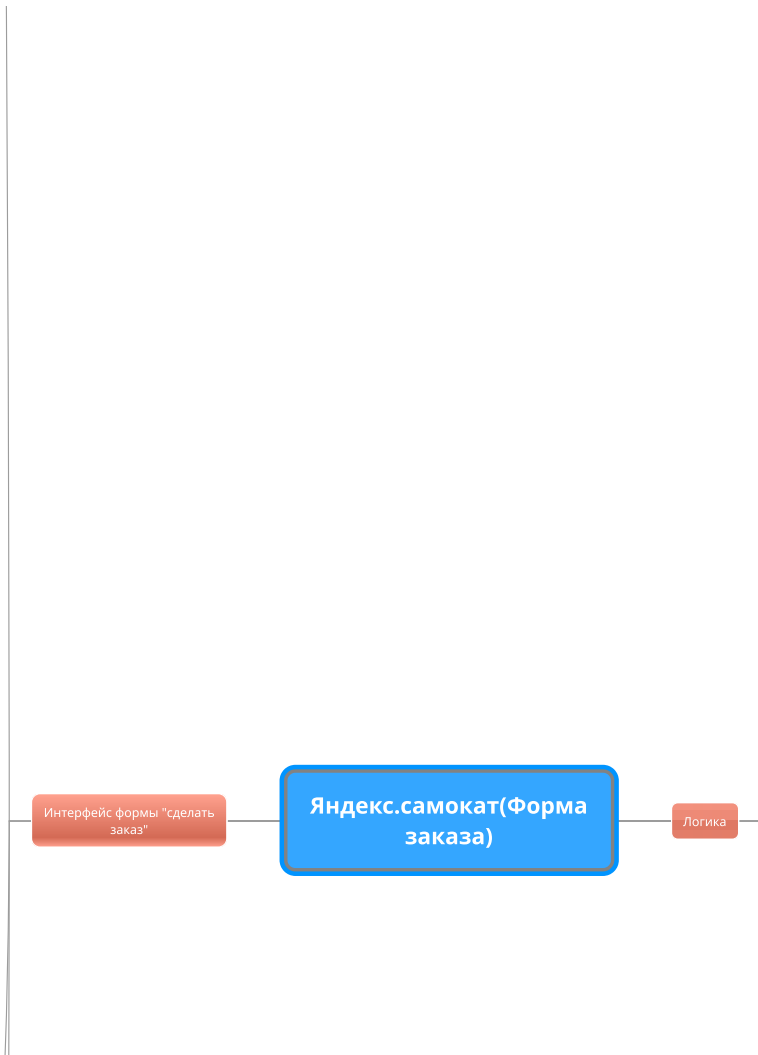 Интерфейс формы "сделать
заказ"
Яндекс.самокат(Форма
заказа)
Логика